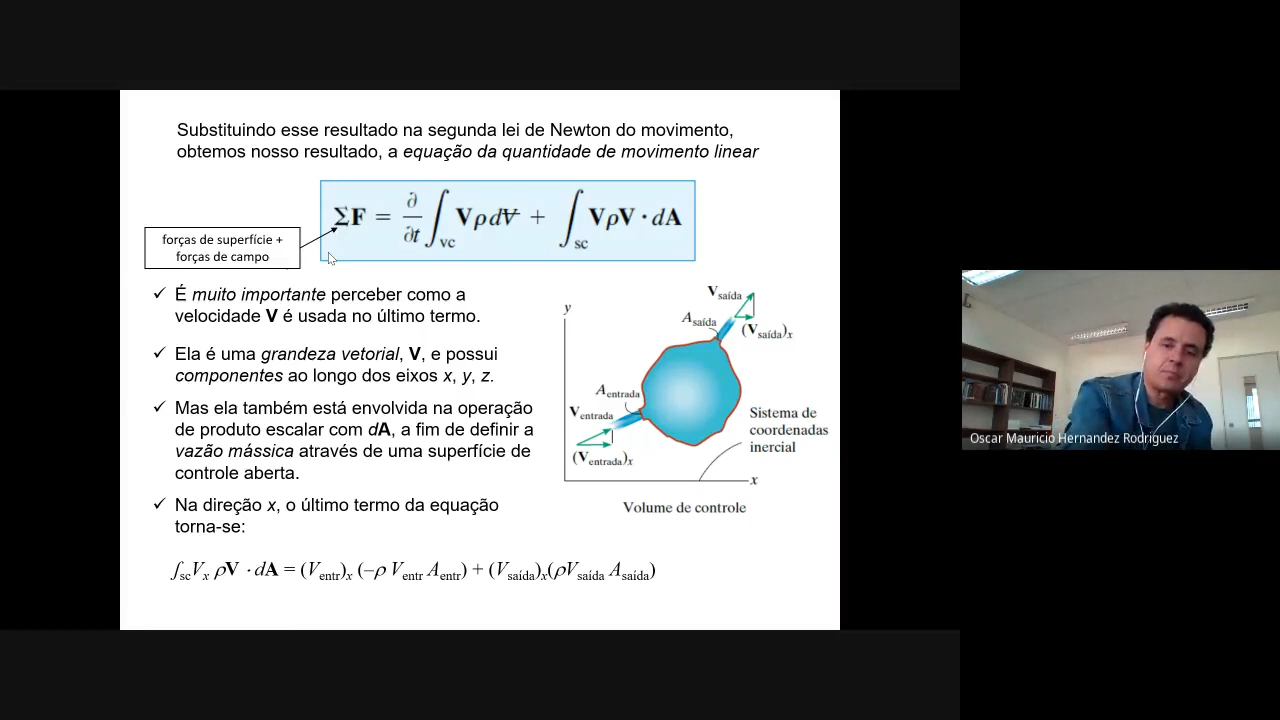 Substituindo esse resultado na segunda lei de Newton do movimento,
obtemos nosso resultado, a equação da quantidade de movimento linear
ΣF = ∂/∂t ∫vc Vρ dV̶ + ∫sc VρV · dA
forças de superfície +
forças de campo
✓ É muito importante perceber como a
velocidade V é usada no último termo.
✓ Ela é uma grandeza vetorial, V, e possui
componentes ao longo dos eixos x, y, z.
✓ Mas ela também está envolvida na operação
de produto escalar com dA, a fim de definir a
vazão mássica através de uma superfície de
controle aberta.
✓ Na direção x, o último termo da equação
torna-se:
∫sc Vx ρV · dA = (Ventr)x (–ρ Ventr Aentr) + (Vsaída)x(ρVsaída Asaída)
y
Vsaída
Asaída
(Vsaída)x
Aentrada
Ventrada
(Ventrada)x
Sistema de
coordenadas
inercial
x
Volume de controle
Oscar Mauricio Hernandez Rodriguez